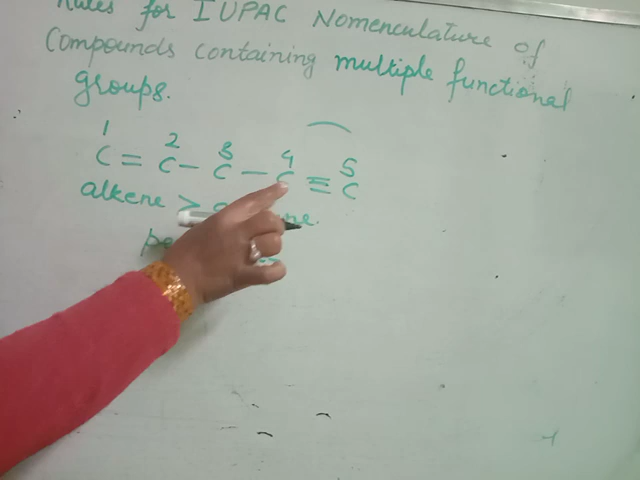 Rules for IUPAC Nomenculature of
Compounds containing multiple functional
groups.
1 2 3 4 5
C = C - C - C ≡ C
alkene >